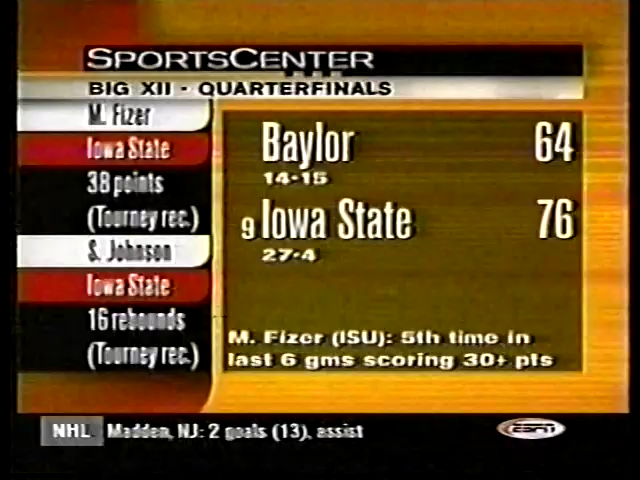 SPORTSCENTER
BIG XII · QUARTERFINALS
M. Fizer
Iowa State
38 points
(Tourney rec.)
S. Johnson
Iowa State
16 rebounds
(Tourney rec.)
Baylor 64
14-15
9 Iowa State 76
27-4
M. Fizer (ISU): 5th time in
last 6 gms scoring 30+ pts
NHL Madden, NJ: 2 goals (13), assist
ESPN